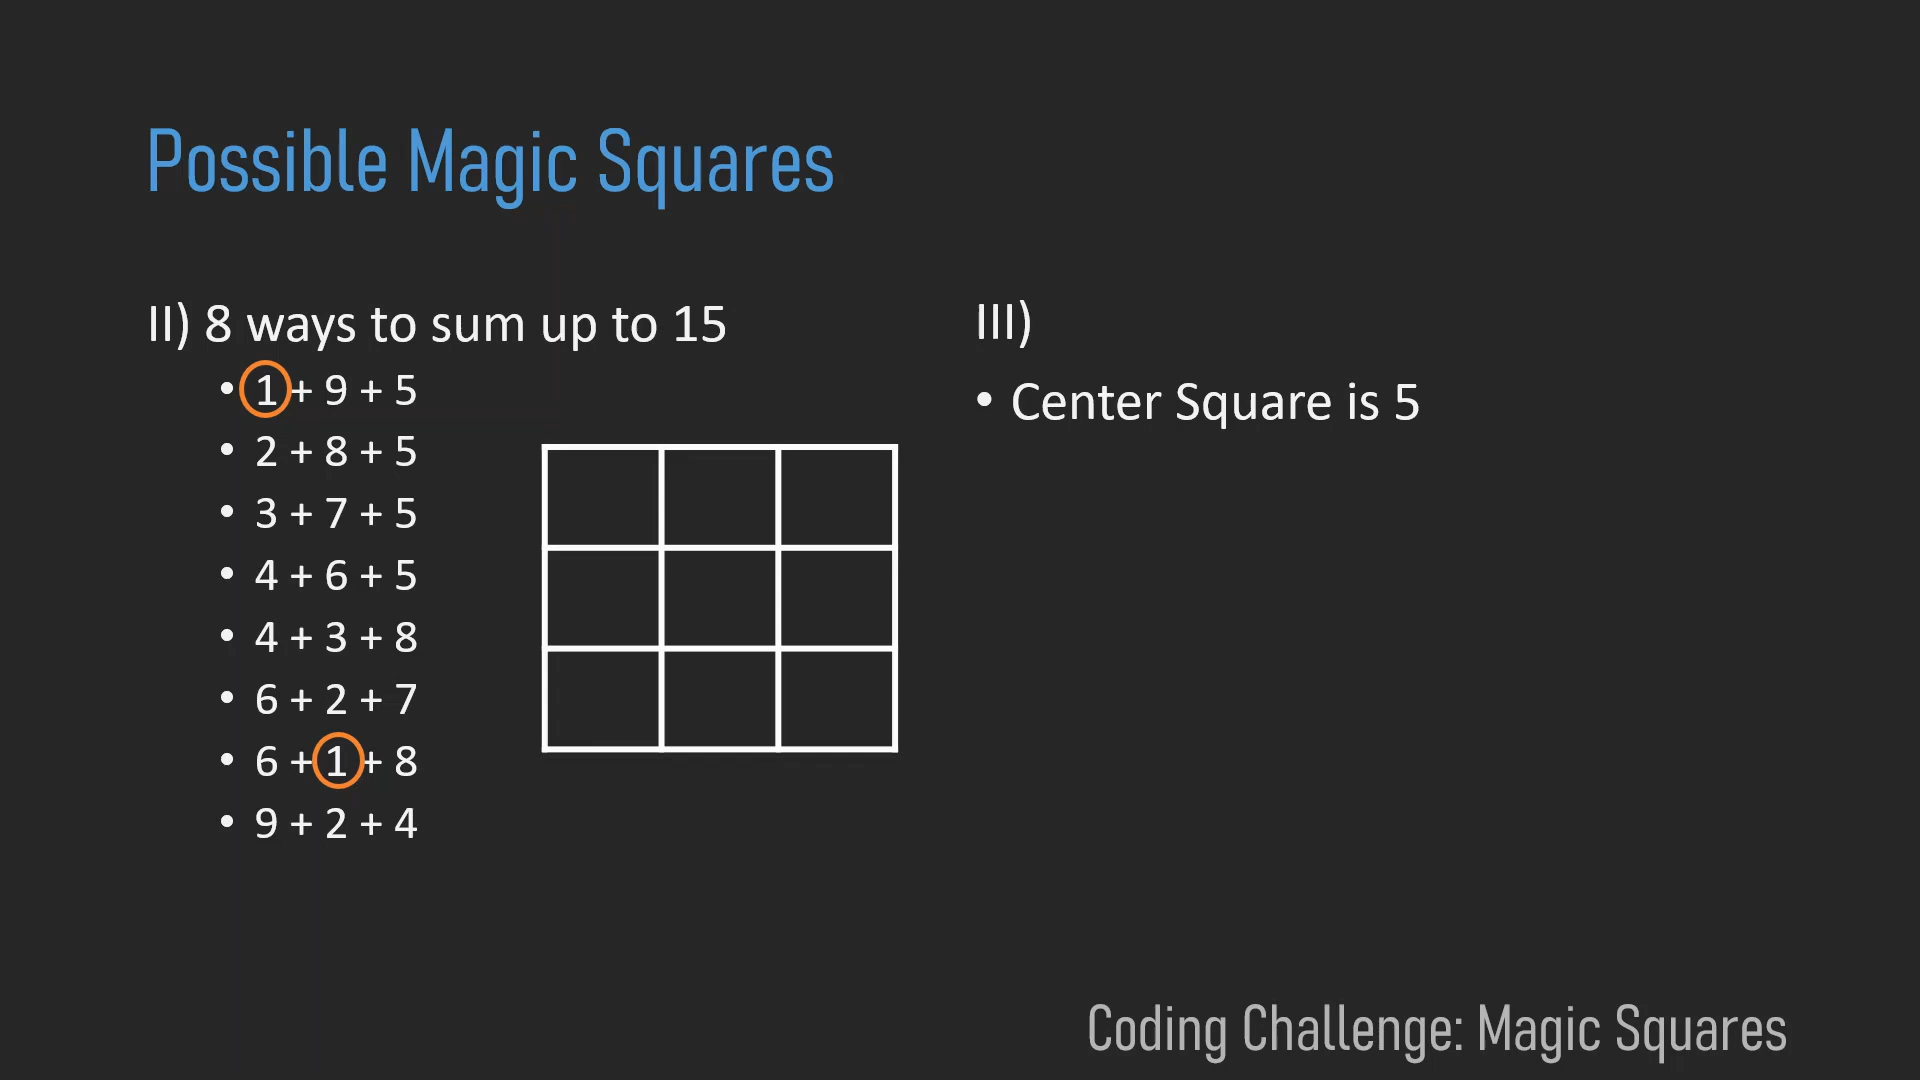 Possible Magic Squares
II) 8 ways to sum up to 15
• 1 + 9 + 5
• 2 + 8 + 5
• 3 + 7 + 5
• 4 + 6 + 5
• 4 + 3 + 8
• 6 + 2 + 7
• 6 + 1 + 8
• 9 + 2 + 4
III)
• Center Square is 5
Coding Challenge: Magic Squares